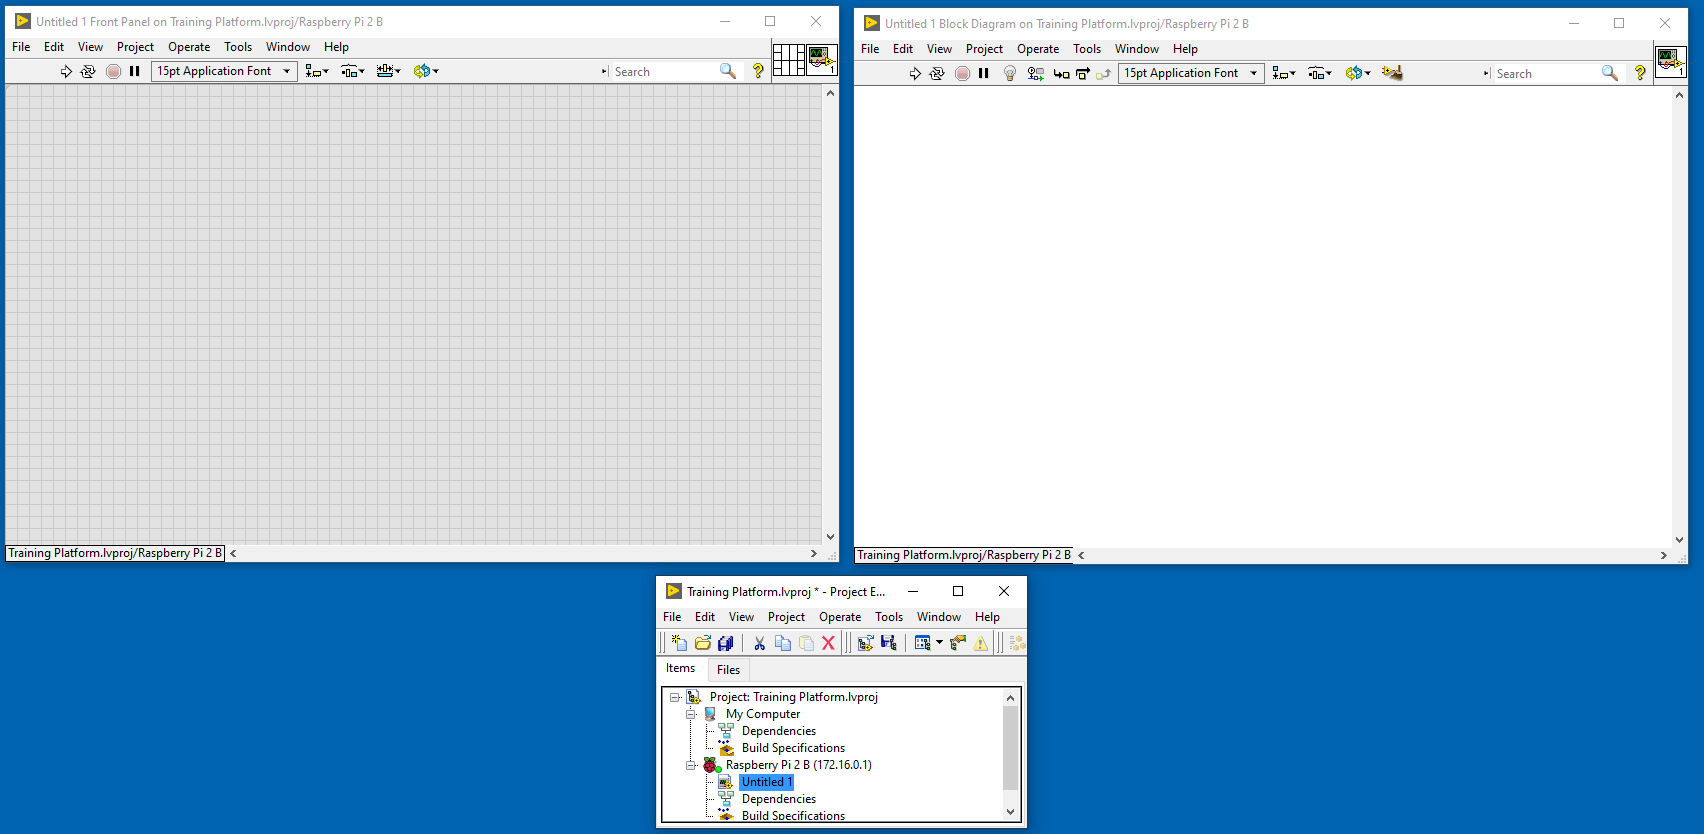 Untitled 1 Front Panel on Training Platform.lvproj/Raspberry Pi 2 B
File Edit View Project Operate Tools Window Help
15pt Application Font
Search
?
1
Training Platform.lvproj/Raspberry Pi 2 B
Untitled 1 Block Diagram on Training Platform.lvproj/Raspberry Pi 2 B
File Edit View Project Operate Tools Window Help
15pt Application Font
Search
?
1
Training Platform.lvproj/Raspberry Pi 2 B
Training Platform.lvproj * - Project E...
File Edit View Project Operate Tools Window Help
Items
Files
Project: Training Platform.lvproj
My Computer
Dependencies
Build Specifications
Raspberry Pi 2 B (172.16.0.1)
Untitled 1
Dependencies
Build Specifications